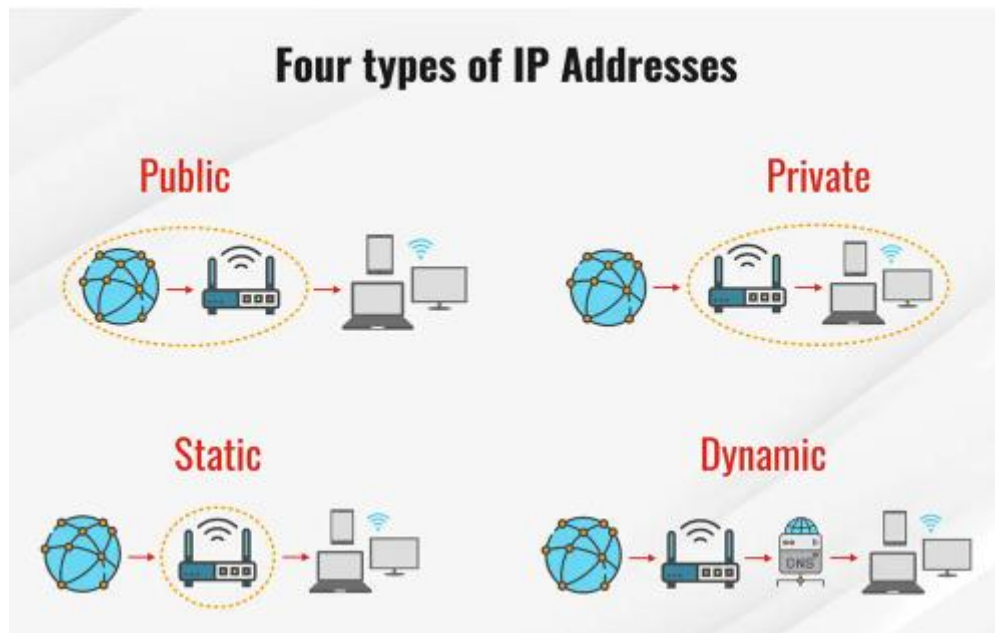 Four types of IP Addresses
Public
Private
Static
Dynamic
DNS